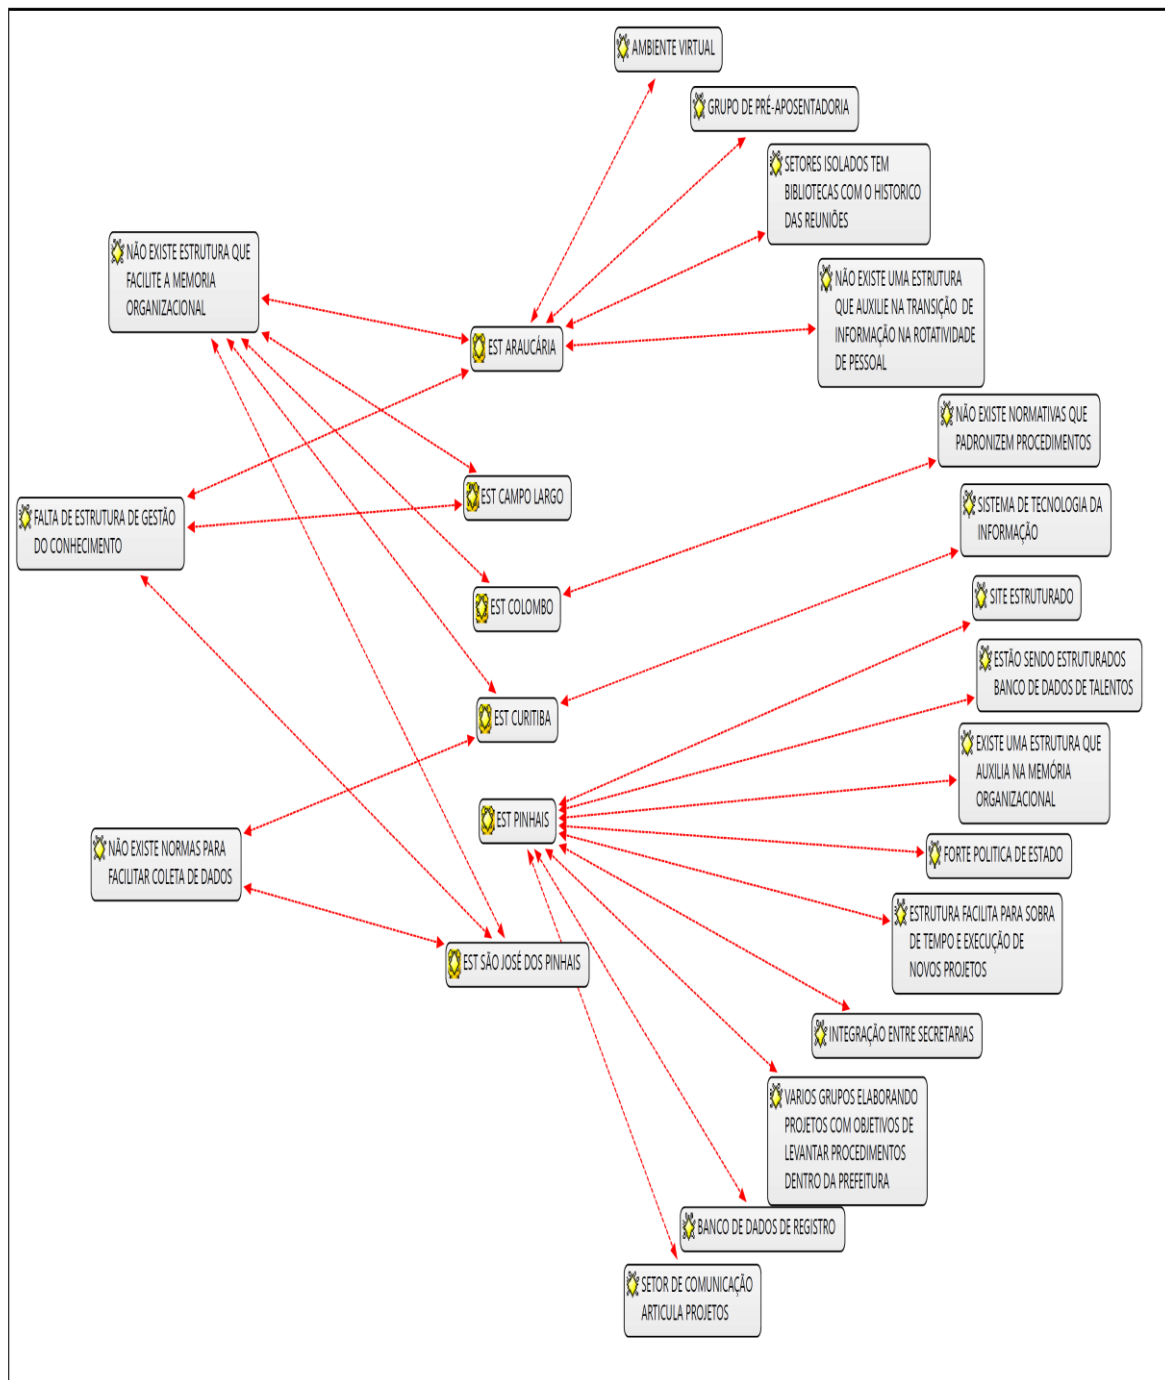 AMBIENTE VIRTUAL
GRUPO DE PRÉ-APOSENTADORIA
SETORES ISOLADOS TEM
BIBLIOTECAS COM O HISTORICO
DAS REUNIÕES
NÃO EXISTE ESTRUTURA QUE
FACILITE A MEMORIA
ORGANIZACIONAL
NÃO EXISTE UMA ESTRUTURA
QUE AUXILIE NA TRANSIÇÃO DE
INFORMAÇÃO NA ROTATIVIDADE
DE PESSOAL
EST ARAUCÁRIA
NÃO EXISTE NORMATIVAS QUE
PADRONIZEM PROCEDIMENTOS
EST CAMPO LARGO
FALTA DE ESTRUTURA DE GESTÃO
DO CONHECIMENTO
SISTEMA DE TECNOLOGIA DA
INFORMAÇÃO
EST COLOMBO
SITE ESTRUTURADO
ESTÃO SENDO ESTRUTURADOS
BANCO DE DADOS DE TALENTOS
EST CURITIBA
EXISTE UMA ESTRUTURA QUE
AUXILIA NA MEMÓRIA
ORGANIZACIONAL
EST PINHAIS
NÃO EXISTE NORMAS PARA
FACILITAR COLETA DE DADOS
FORTE POLITICA DE ESTADO
ESTRUTURA FACILITA PARA SOBRA
DE TEMPO E EXECUÇÃO DE
NOVOS PROJETOS
EST SÃO JOSÉ DOS PINHAIS
INTEGRAÇÃO ENTRE SECRETARIAS
VARIOS GRUPOS ELABORANDO
PROJETOS COM OBJETIVOS DE
LEVANTAR PROCEDIMENTOS
DENTRO DA PREFEITURA
BANCO DE DADOS DE REGISTRO
SETOR DE COMUNICAÇÃO
ARTICULA PROJETOS